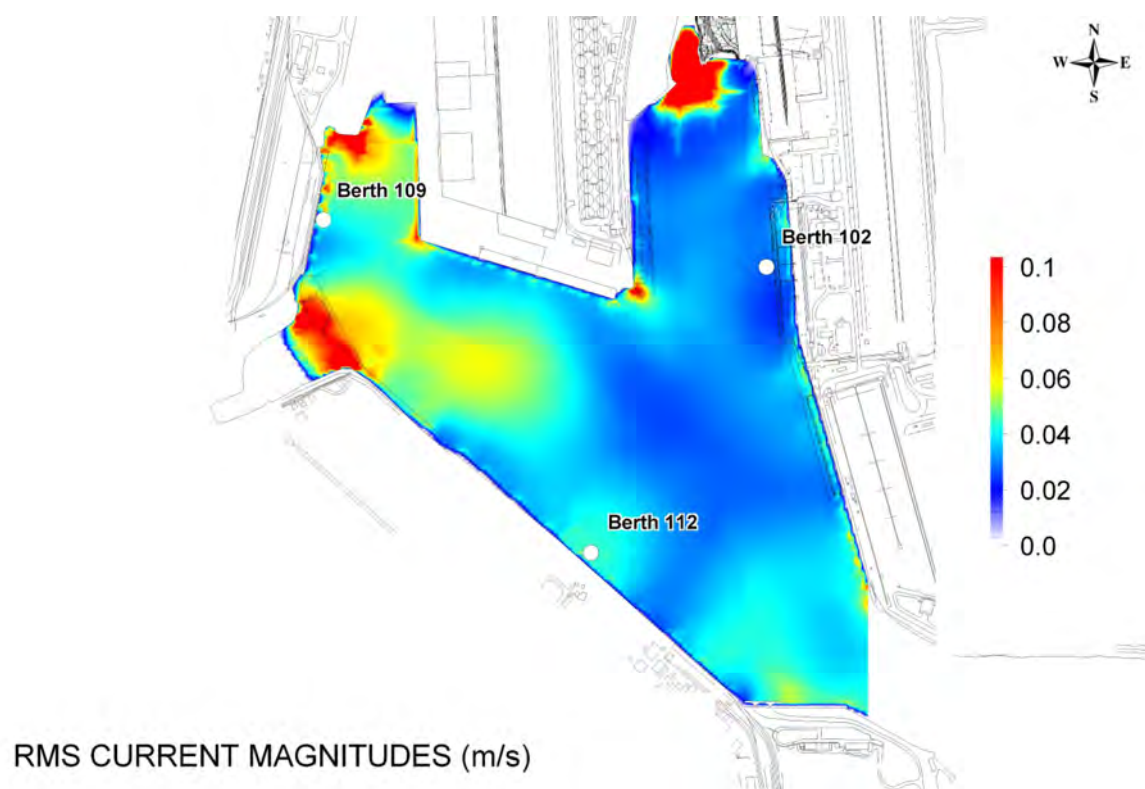 N
W E
S
Berth 109
Berth 102
0.1
0.08
0.06
0.04
0.02
0.0
Berth 112
RMS CURRENT MAGNITUDES (m/s)